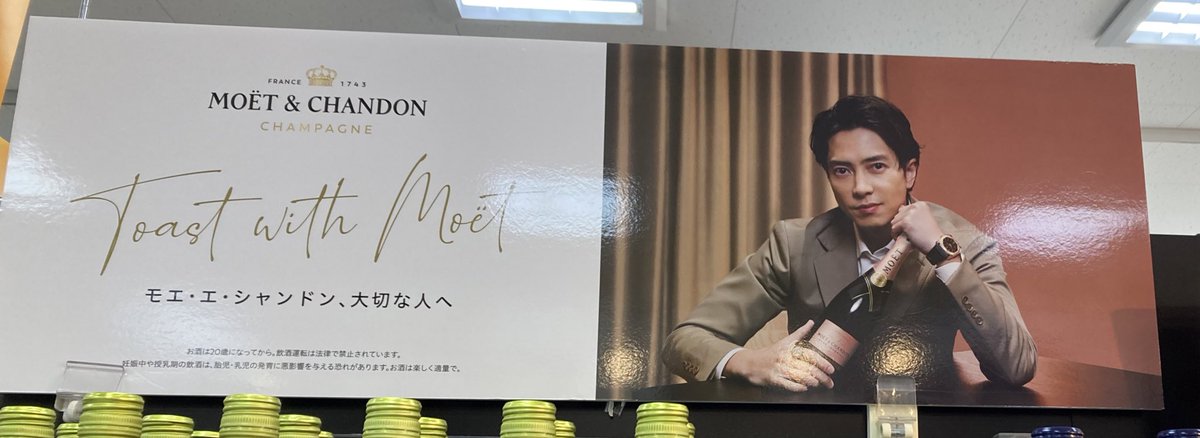 FRANCE 1743
MOËT & CHANDON
CHAMPAGNE
Toast with Moët
モエ・エ・シャンドン、大切な人へ
お酒は20歳になってから。飲酒運転は法律で禁止されています。
妊娠中や授乳期の飲酒は、胎児・乳児の発育に悪影響を与える恐れがあります。お酒は楽しく適量で。
MOËT